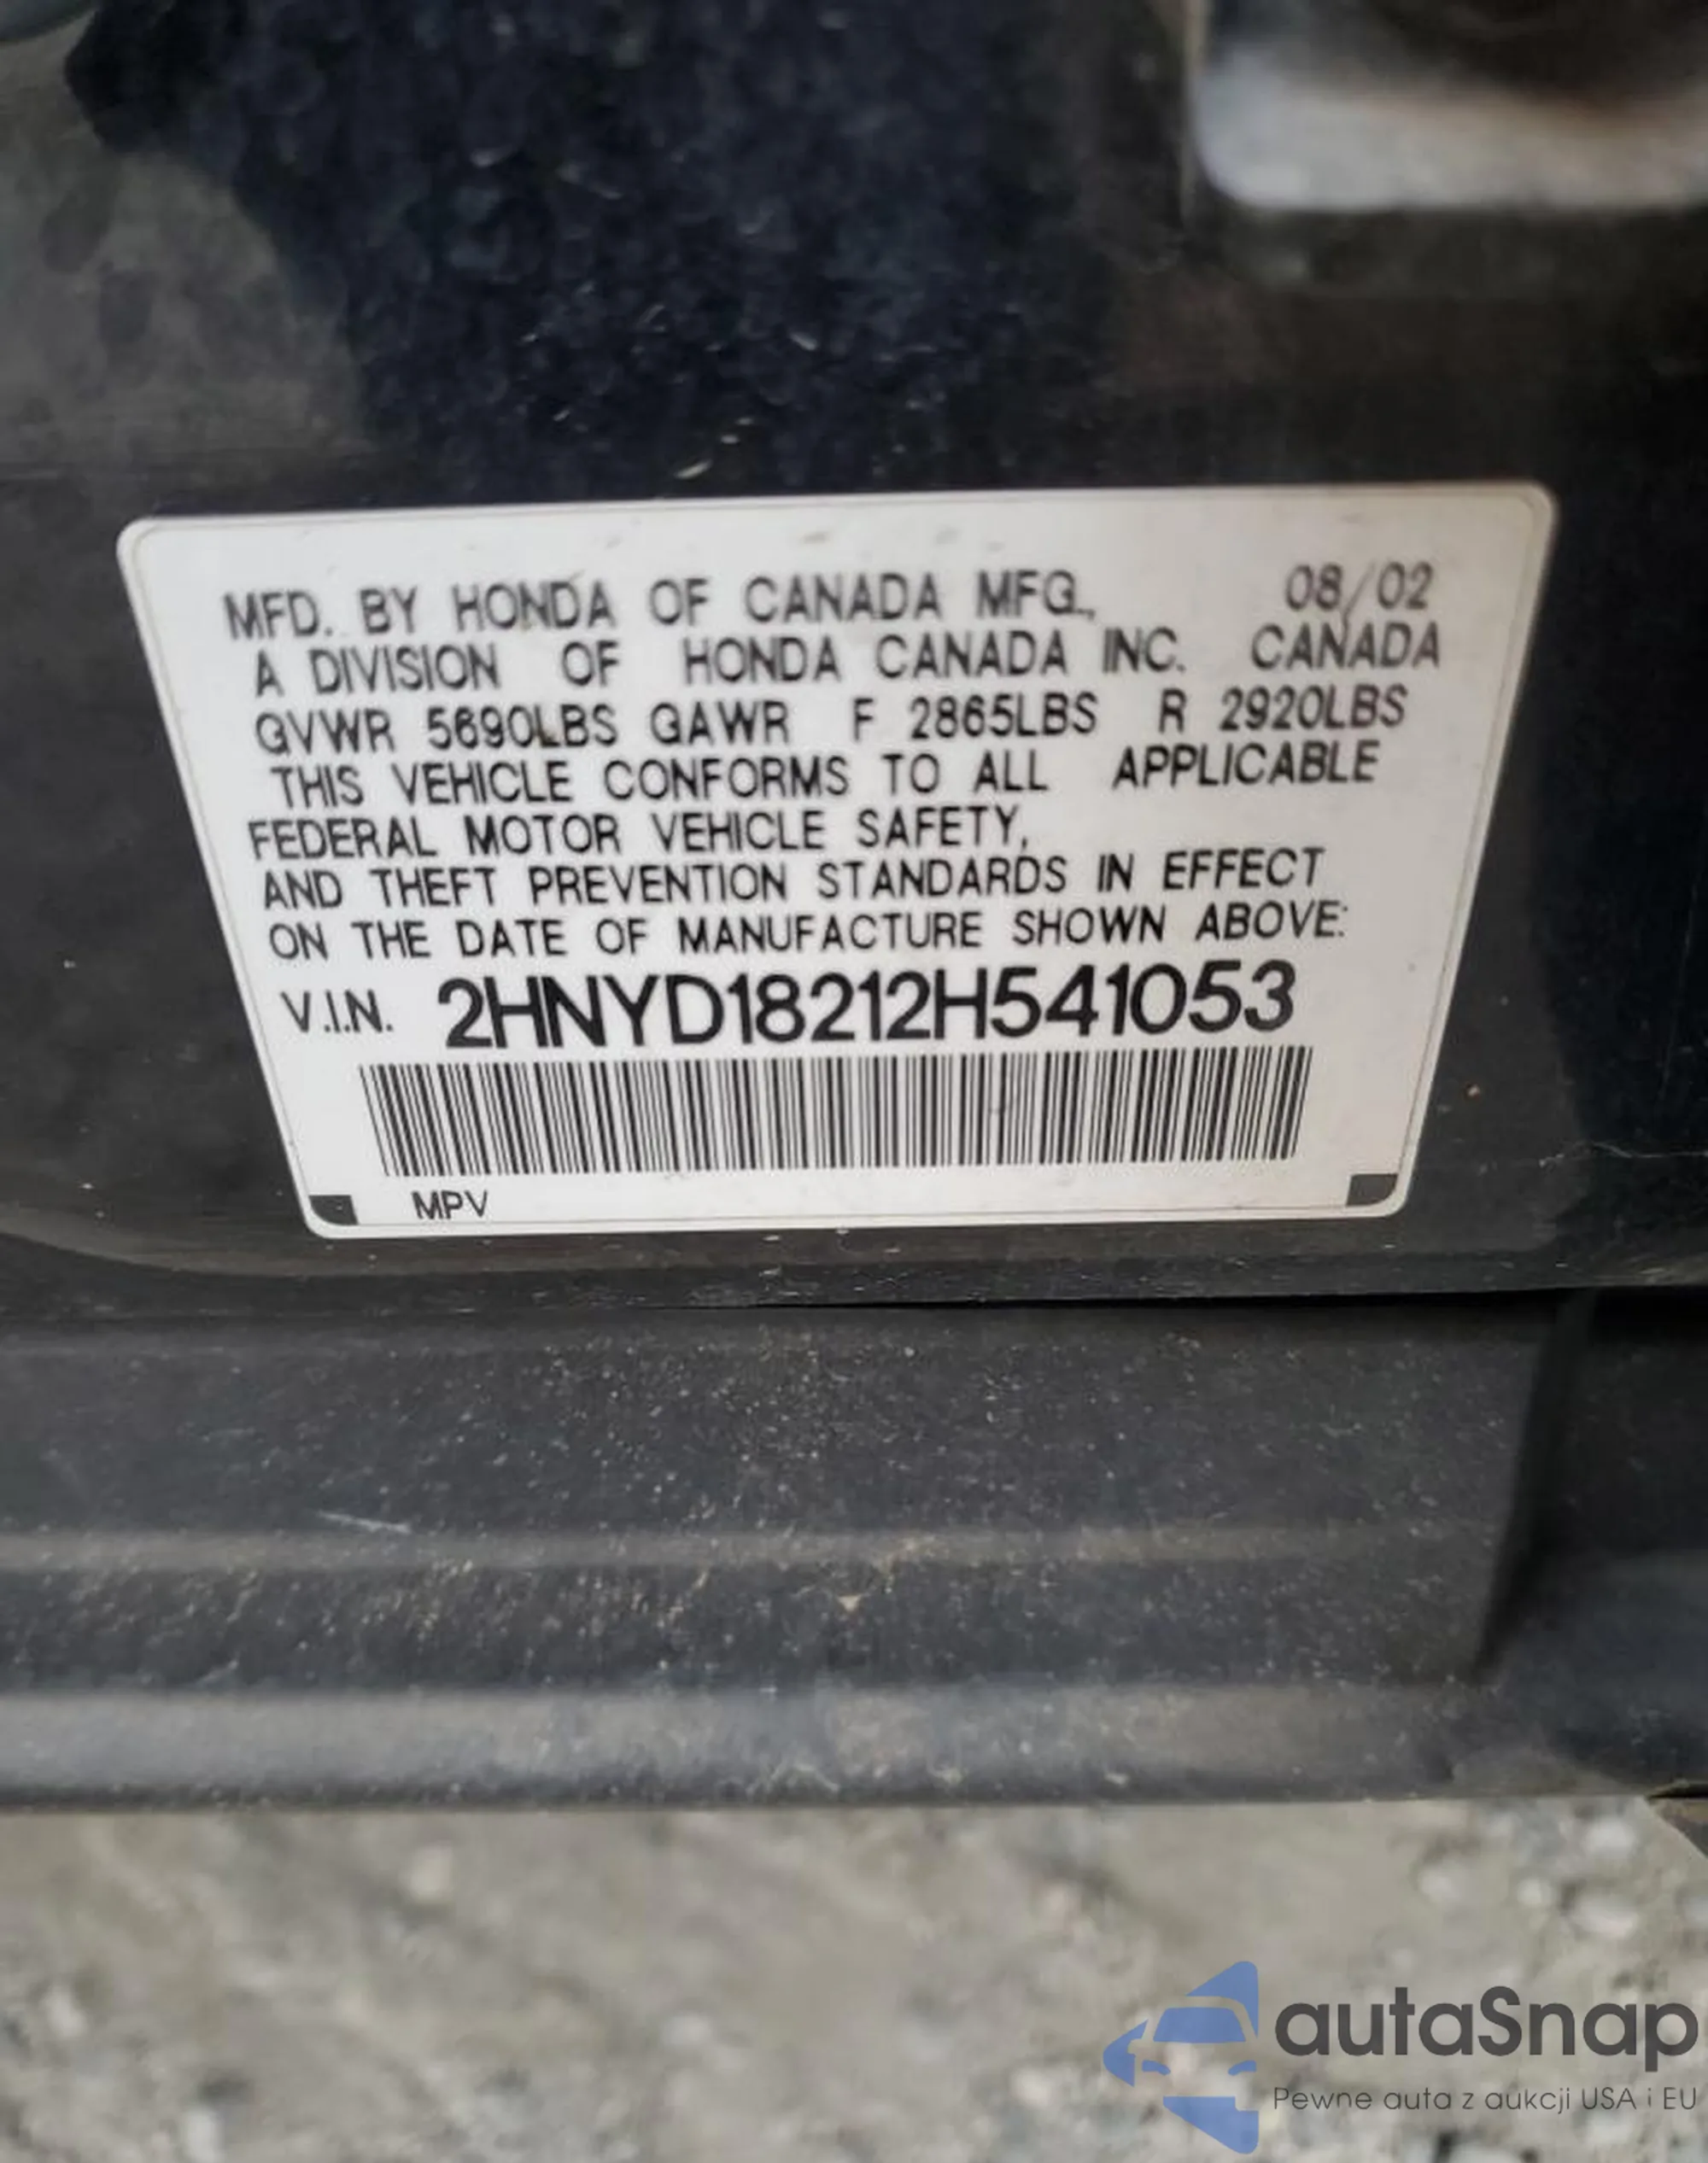 MFD. BY HONDA OF CANADA MFG., 08/02
A DIVISION OF HONDA CANADA INC. CANADA
GVWR 5690LBS GAWR F 2865LBS R 2920LBS
THIS VEHICLE CONFORMS TO ALL APPLICABLE
FEDERAL MOTOR VEHICLE SAFETY,
AND THEFT PREVENTION STANDARDS IN EFFECT
ON THE DATE OF MANUFACTURE SHOWN ABOVE:
V.I.N. 2HNYD18212H541053
MPV
autaSnap
Pewne auta z aukcji USA i EU